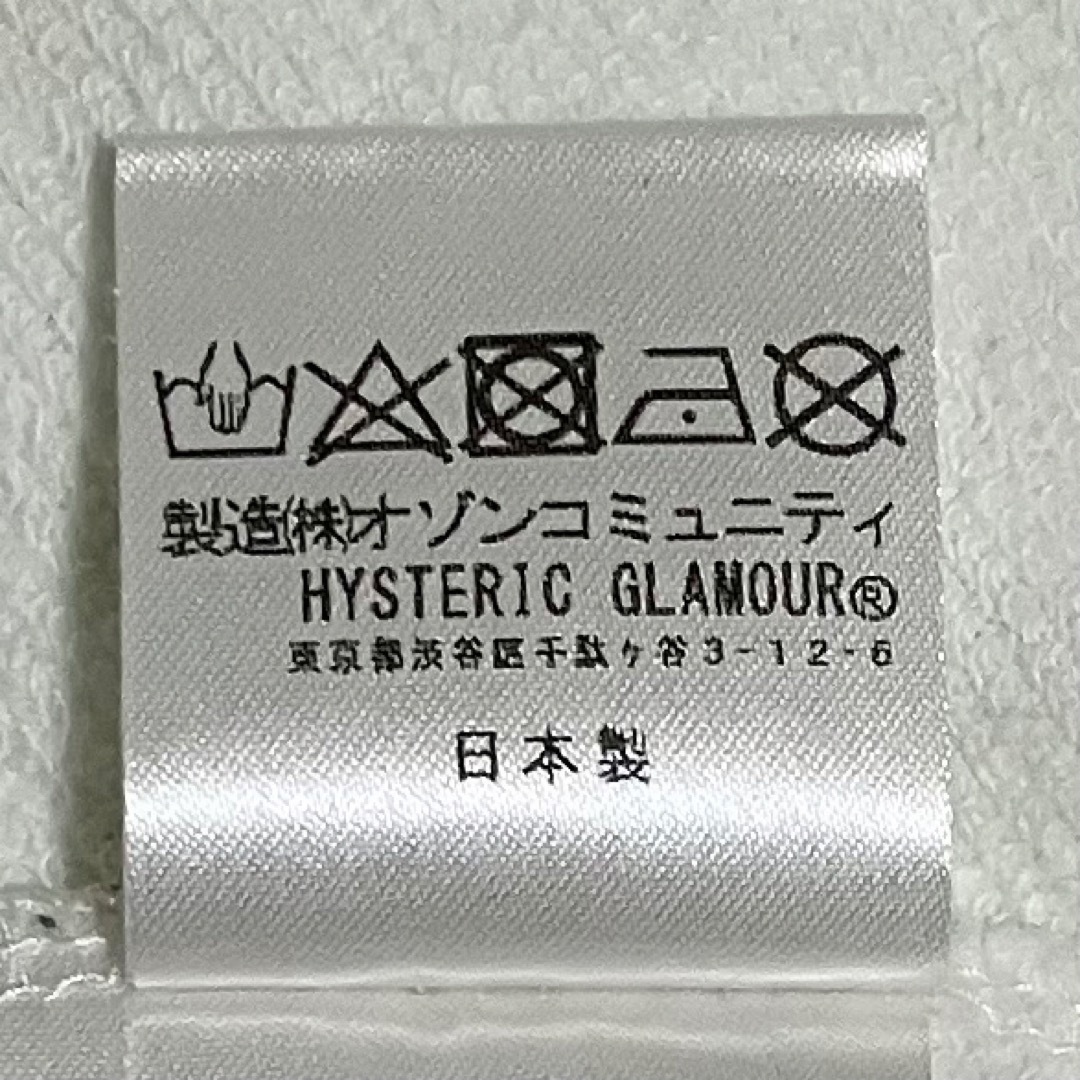 製造(株)オゾンコミュニティ
HYSTERIC GLAMOUR®
東京都渋谷区千駄ヶ谷3-12-6
日本製